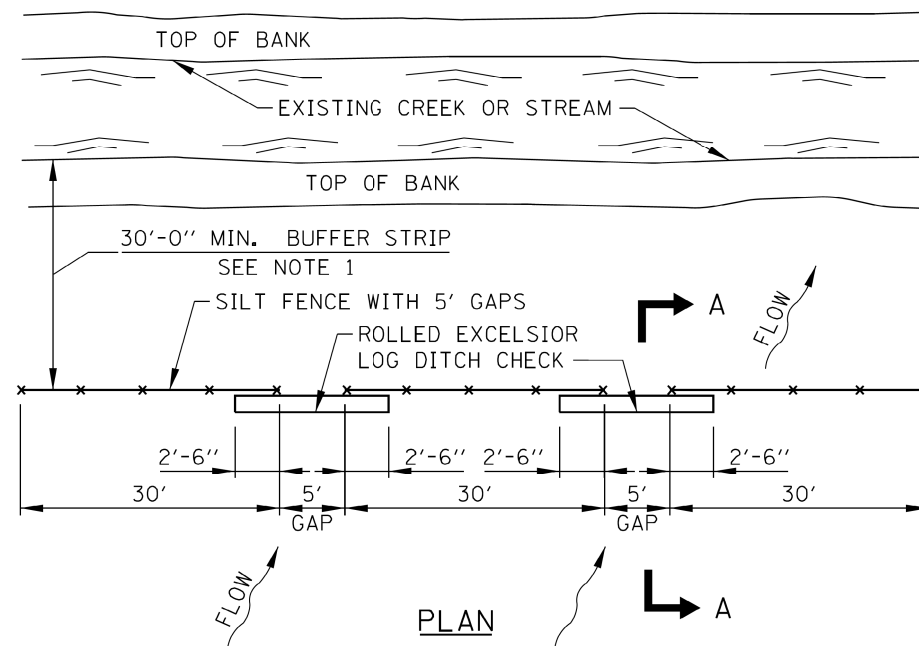 TOP OF BANK
EXISTING CREEK OR STREAM
TOP OF BANK
30'-0'' MIN. BUFFER STRIP
SEE NOTE 1
SILT FENCE WITH 5' GAPS
A
FLOW
ROLLED EXCELSIOR
LOG DITCH CHECK
2'-6'' 2'-6'' 2'-6'' 2'-6''
30' 5' 30' 5' 30'
GAP GAP
FLOW
A
PLAN